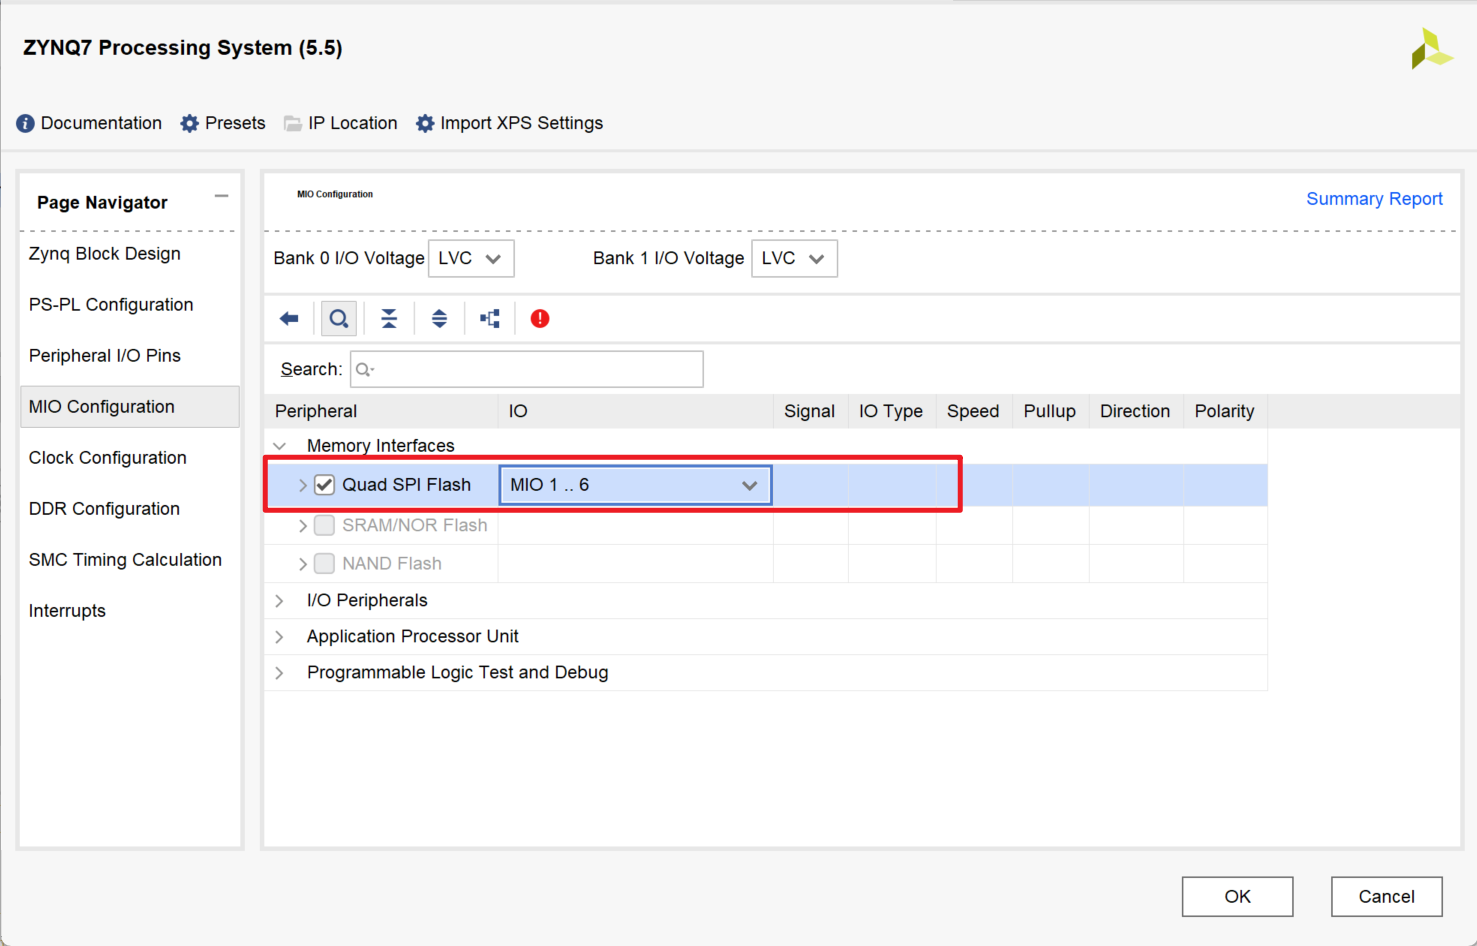 ZYNQ7 Processing System (5.5)
Documentation Presets IP Location Import XPS Settings
Page Navigator
Zynq Block Design
PS-PL Configuration
Peripheral I/O Pins
MIO Configuration
Clock Configuration
DDR Configuration
SMC Timing Calculation
Interrupts
MIO Configuration
Summary Report
Bank 0 I/O Voltage LVC Bank 1 I/O Voltage LVC
Search:
Peripheral IO Signal IO Type Speed Pullup Direction Polarity
Memory Interfaces
Quad SPI Flash MIO 1 .. 6
SRAM/NOR Flash
NAND Flash
I/O Peripherals
Application Processor Unit
Programmable Logic Test and Debug
OK Cancel